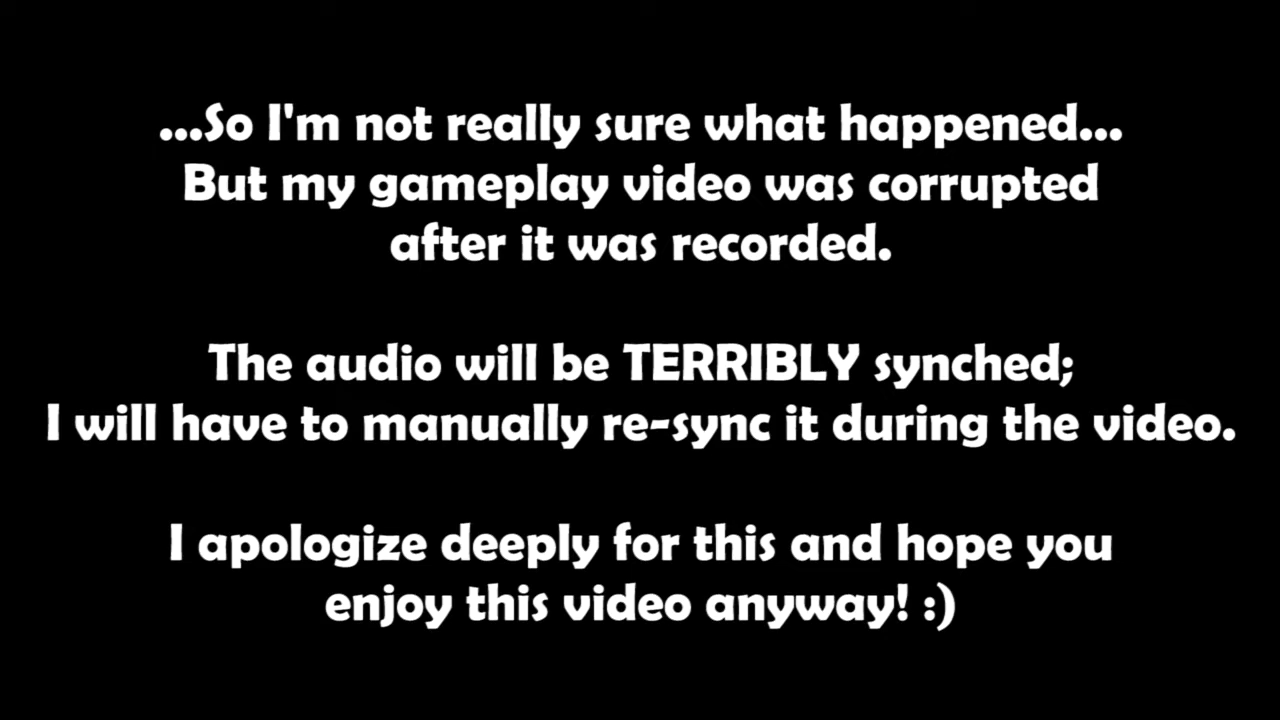 ...So I'm not really sure what happened...
But my gameplay video was corrupted
after it was recorded.
The audio will be TERRIBLY synched;
I will have to manually re-sync it during the video.
I apologize deeply for this and hope you
enjoy this video anyway! :)